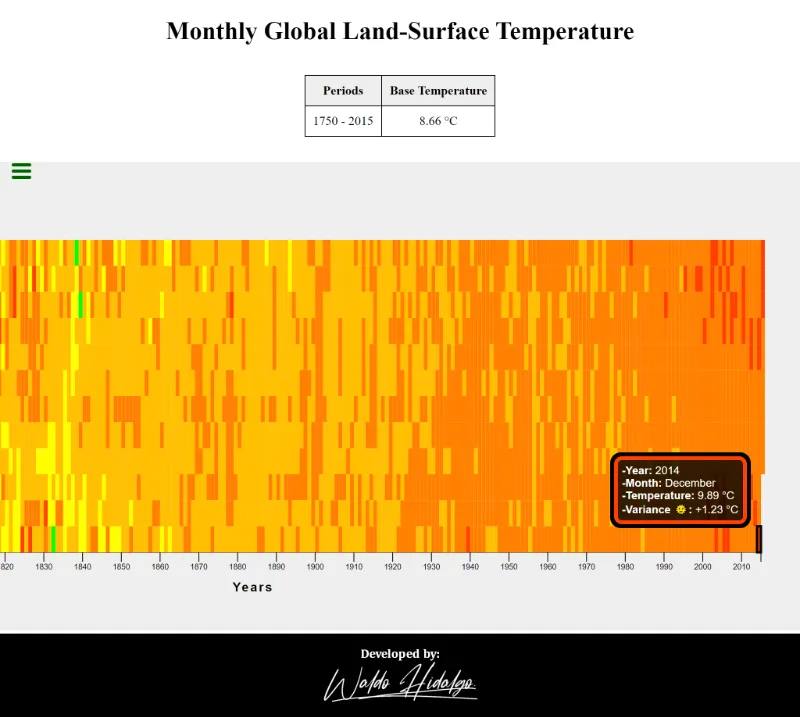 Monthly Global Land-Surface Temperature
Periods Base Temperature
1750 - 2015 8.66 °C
-Year: 2014
-Month: December
-Temperature: 9.89 °C
-Variance : +1.23 °C
820 1830 1840 1850 1860 1870 1880 1890 1900 1910 1920 1930 1940 1950 1960 1970 1980 1990 2000 2010
Years
Developed by:
Waldo Hidalgo